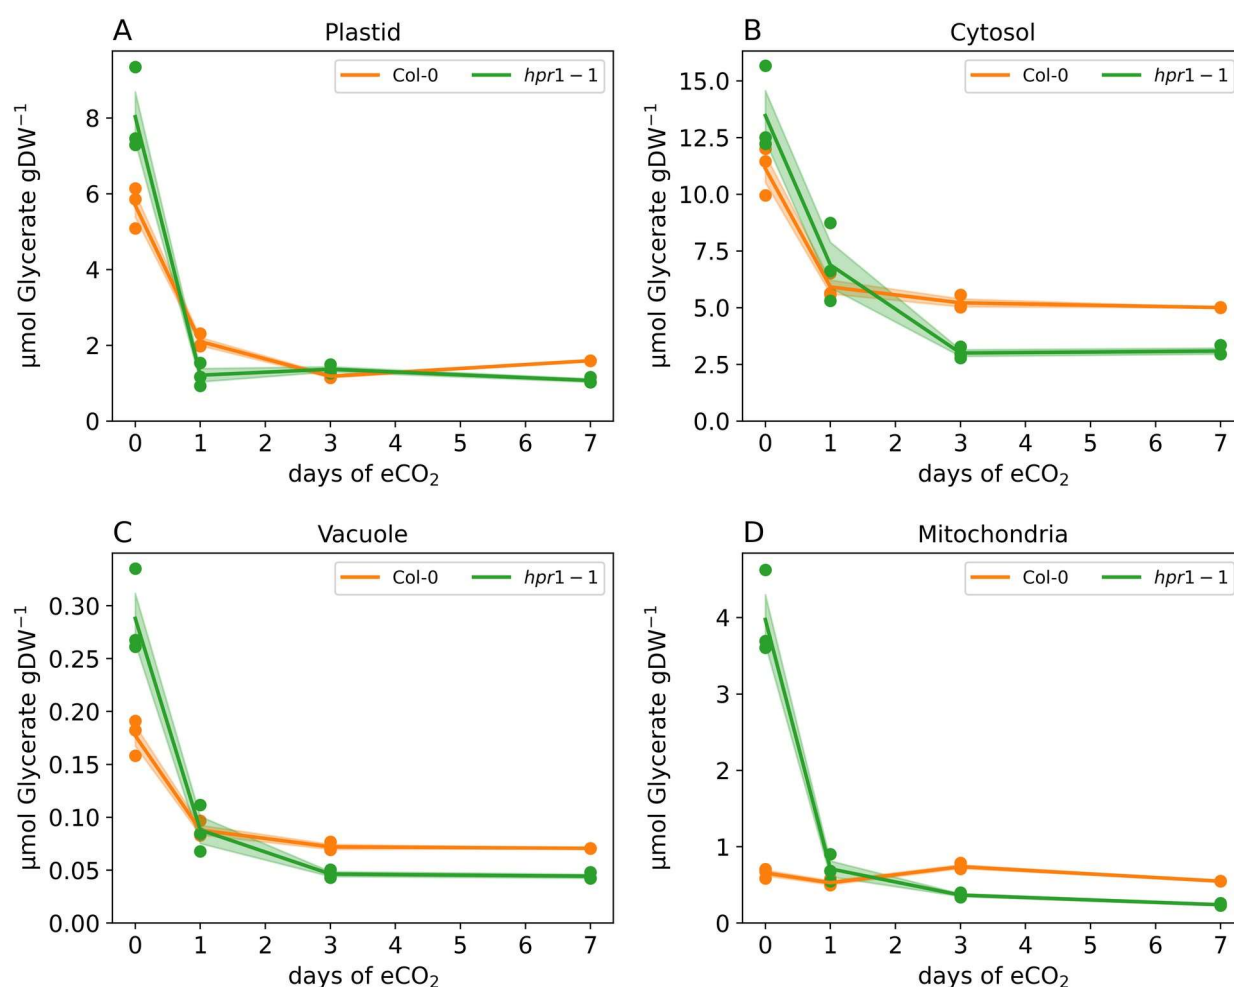 A Plastid
Col-0 hpr1 − 1
8
6
4
2
0
0 1 2 3 4 5 6 7
days of eCO₂
µmol Glycerate gDW⁻¹
B Cytosol
Col-0 hpr1 − 1
15.0
12.5
10.0
7.5
5.0
2.5
0.0
0 1 2 3 4 5 6 7
days of eCO₂
µmol Glycerate gDW⁻¹
C Vacuole
Col-0 hpr1 − 1
0.30
0.25
0.20
0.15
0.10
0.05
0.00
0 1 2 3 4 5 6 7
days of eCO₂
µmol Glycerate gDW⁻¹
D Mitochondria
Col-0 hpr1 − 1
4
3
2
1
0
0 1 2 3 4 5 6 7
days of eCO₂
µmol Glycerate gDW⁻¹